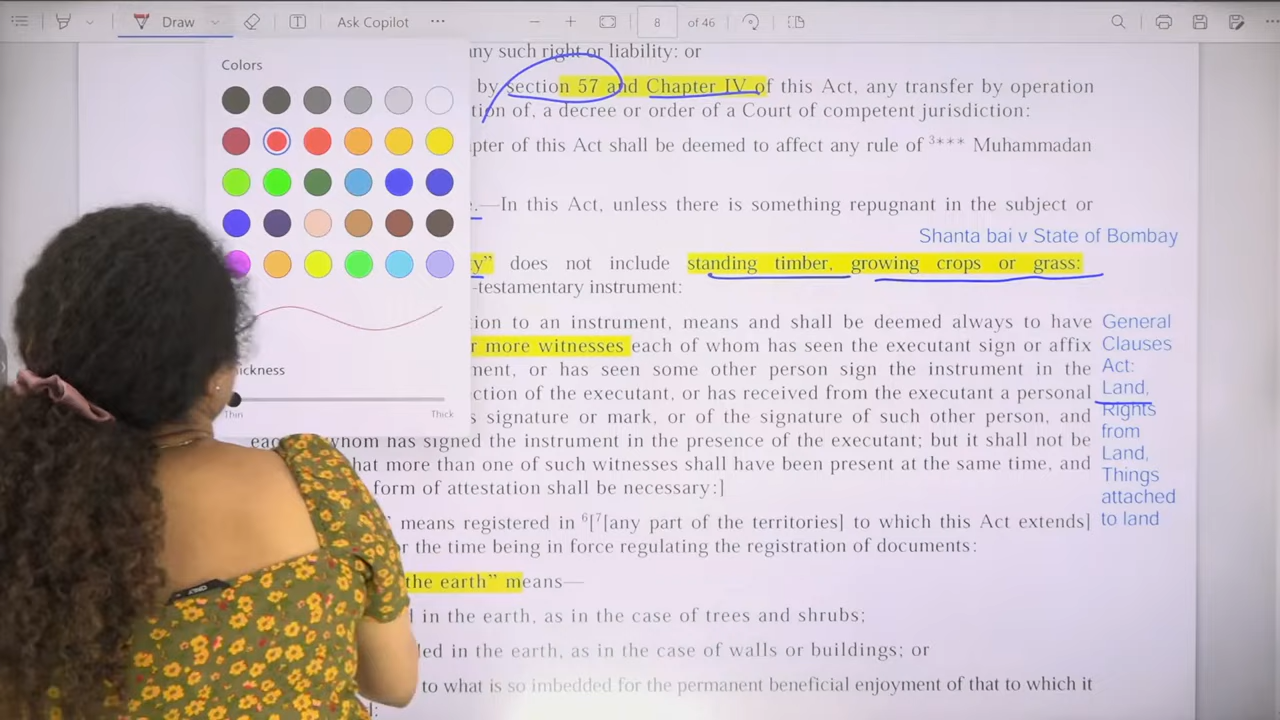 Draw
Ask Copilot
8 of 46
Colors
any such right or liability: or
by section 57 and Chapter IV of this Act, any transfer by operation
tion of, a decree or order of a Court of competent jurisdiction:
pter of this Act shall be deemed to affect any rule of 3*** Muhammadan
.—In this Act, unless there is something repugnant in the subject or
Shanta bai v State of Bombay
y” does not include standing timber, growing crops or grass:
-testamentary instrument:
ion to an instrument, means and shall be deemed always to have
r more witnesses each of whom has seen the executant sign or affix
ment, or has seen some other person sign the instrument in the
ction of the executant, or has received from the executant a personal
s signature or mark, or of the signature of such other person, and
whom has signed the instrument in the presence of the executant; but it shall not be
hat more than one of such witnesses shall have been present at the same time, and
form of attestation shall be necessary:]
General
Clauses
Act:
Land,
Rights
from
Land,
Things
attached
to land
ickness
Thin Thick
means registered in 6[7[any part of the territories] to which this Act extends]
r the time being in force regulating the registration of documents:
the earth” means—
in the earth, as in the case of trees and shrubs;
ded in the earth, as in the case of walls or buildings; or
to what is so imbedded for the permanent beneficial enjoyment of that to which it